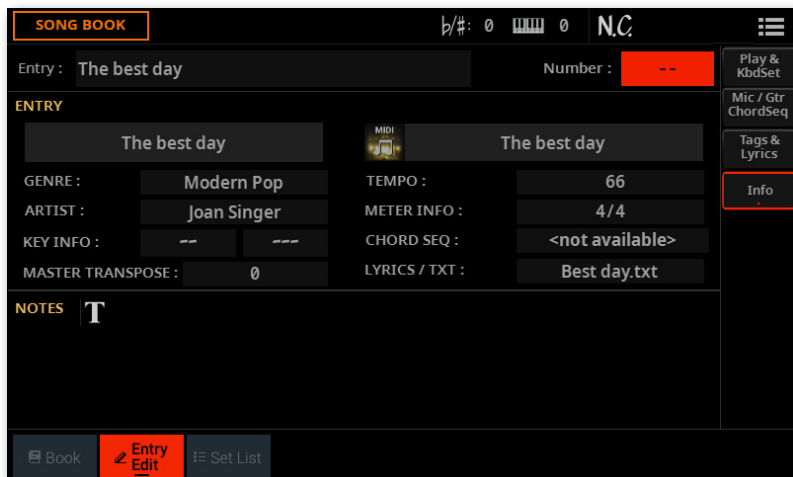 SONG BOOK ♭/♯: 0 0 N.C.
Entry : The best day Number : --
Play & KbdSet
ENTRY
Mic / Gtr ChordSeq
The best day MIDI The best day
Tags & Lyrics
GENRE : Modern Pop TEMPO : 66
Info
ARTIST : Joan Singer METER INFO : 4/4
KEY INFO : -- --- CHORD SEQ : <not available>
MASTER TRANSPOSE : 0 LYRICS / TXT : Best day.txt
NOTES T
Book Entry Edit Set List